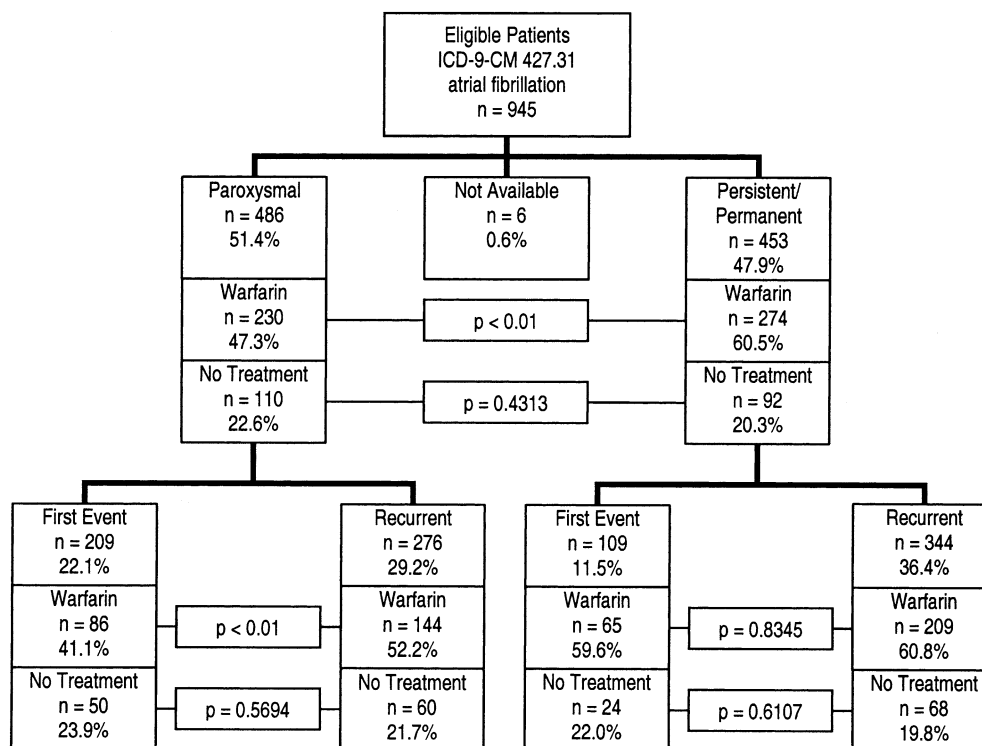 Eligible Patients
ICD-9-CM 427.31
atrial fibrillation
n = 945
Paroxysmal
n = 486
51.4%
Not Available
n = 6
0.6%
Persistent/
Permanent
n = 453
47.9%
Warfarin
n = 230
47.3%
p < 0.01
Warfarin
n = 274
60.5%
No Treatment
n = 110
22.6%
p = 0.4313
No Treatment
n = 92
20.3%
First Event
n = 209
22.1%
Recurrent
n = 276
29.2%
First Event
n = 109
11.5%
Recurrent
n = 344
36.4%
Warfarin
n = 86
41.1%
p < 0.01
Warfarin
n = 144
52.2%
Warfarin
n = 65
59.6%
p = 0.8345
Warfarin
n = 209
60.8%
No Treatment
n = 50
23.9%
p = 0.5694
No Treatment
n = 60
21.7%
No Treatment
n = 24
22.0%
p = 0.6107
No Treatment
n = 68
19.8%